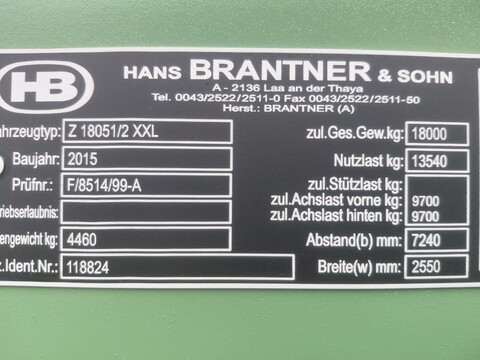 HB
HANS BRANTNER & SOHN
A - 2136 Laa an der Thaya
Tel. 0043/2522/2511-0 Fax 0043/2522/2511-50
Herst.: BRANTNER (A)
ahrzeugtyp: Z 18051/2 XXL
zul.Ges.Gew.kg: 18000
Baujahr: 2015
Nutzlast kg: 13540
Prüfnr.: F/8514/99-A
zul.Stützlast kg:
zul.Achslast vorne kg: 9700
riebserlaubnis:
zul.Achslast hinten kg: 9700
engewicht kg: 4460
Abstand(b) mm: 7240
z.Ident.Nr.: 118824
Breite(w) mm: 2550